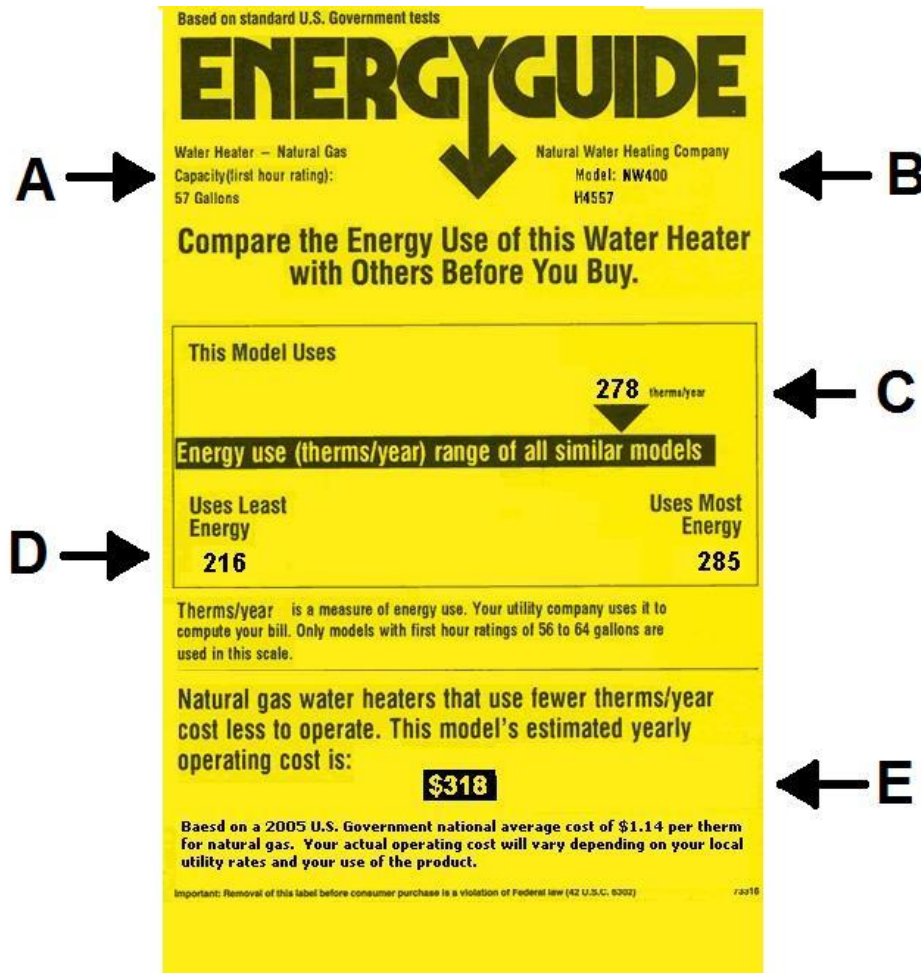 Based on standard U.S. Government tests
ENERGYGUIDE
Water Heater – Natural Gas
Capacity(first hour rating):
57 Gallons
Natural Water Heating Company
Model: NW400
H4557
A
B
Compare the Energy Use of this Water Heater
with Others Before You Buy.
This Model Uses
278 therms/year
C
Energy use (therms/year) range of all similar models
Uses Least
Energy
216
Uses Most
Energy
285
D
Therms/year is a measure of energy use. Your utility company uses it to
compute your bill. Only models with first hour ratings of 56 to 64 gallons are
used in this scale.
Natural gas water heaters that use fewer therms/year
cost less to operate. This model's estimated yearly
operating cost is:
$318
E
Baesd on a 2005 U.S. Government national average cost of $1.14 per therm
for natural gas. Your actual operating cost will vary depending on your local
utility rates and your use of the product.
Important: Removal of this label before consumer purchase is a violation of Federal law (42 U.S.C. 6302)
73316